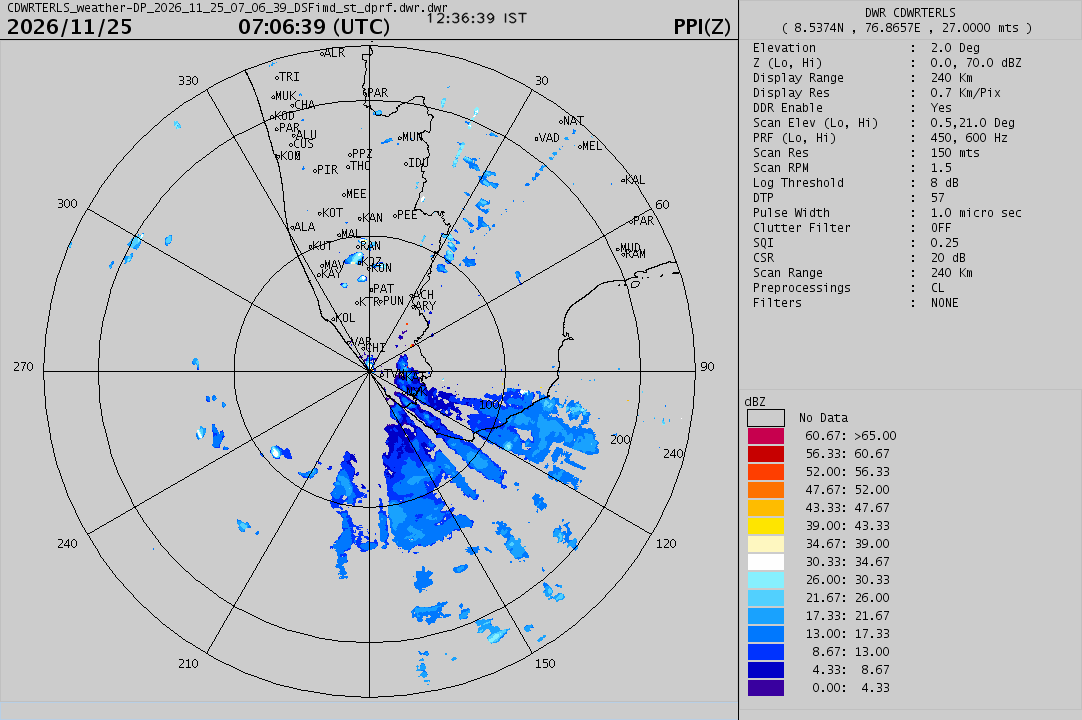 CDWRTERLS_weather-DP_2026_11_25_07_06_39_DSFimd_st_dprf.dwr.dwr
12:36:39 IST
2026/11/25 07:06:39 (UTC) PPI(Z)
DWR CDWRTERLS
( 8.5374N , 76.8657E , 27.0000 mts )
Elevation : 2.0 Deg
Z (Lo, Hi) : 0.0, 70.0 dBZ
Display Range : 240 Km
Display Res : 0.7 Km/Pix
DDR Enable : Yes
Scan Elev (Lo, Hi) : 0.5,21.0 Deg
PRF (Lo, Hi) : 450, 600 Hz
Scan Res : 150 mts
Scan RPM : 1.5
Log Threshold : 8 dB
DTP : 57
Pulse Width : 1.0 micro sec
Clutter Filter : OFF
SQI : 0.25
CSR : 20 dB
Scan Range : 240 Km
Preprocessings : CL
Filters : NONE
dBZ
No Data
60.67: >65.00
56.33: 60.67
52.00: 56.33
47.67: 52.00
43.33: 47.67
39.00: 43.33
34.67: 39.00
30.33: 34.67
26.00: 30.33
21.67: 26.00
17.33: 21.67
13.00: 17.33
8.67: 13.00
4.33: 8.67
0.00: 4.33
ALR
330
TRI
30
PAR
MUK
CHA
KOD
NAT
PAR
ALU
MUN
VAD
CUS
MEL
PPZ
IDU
THO
PIR
KAL
MEE
300
60
KOT
KAN
PEE
PAR
ALA
MAL
KUT
RAN
MUD
RAM
MAV
KOZ
KON
KAY
PAT
ACH
KTR
PUN
ARY
KOL
VAR
CHI
270
90
100
200
240
240
120
210
150